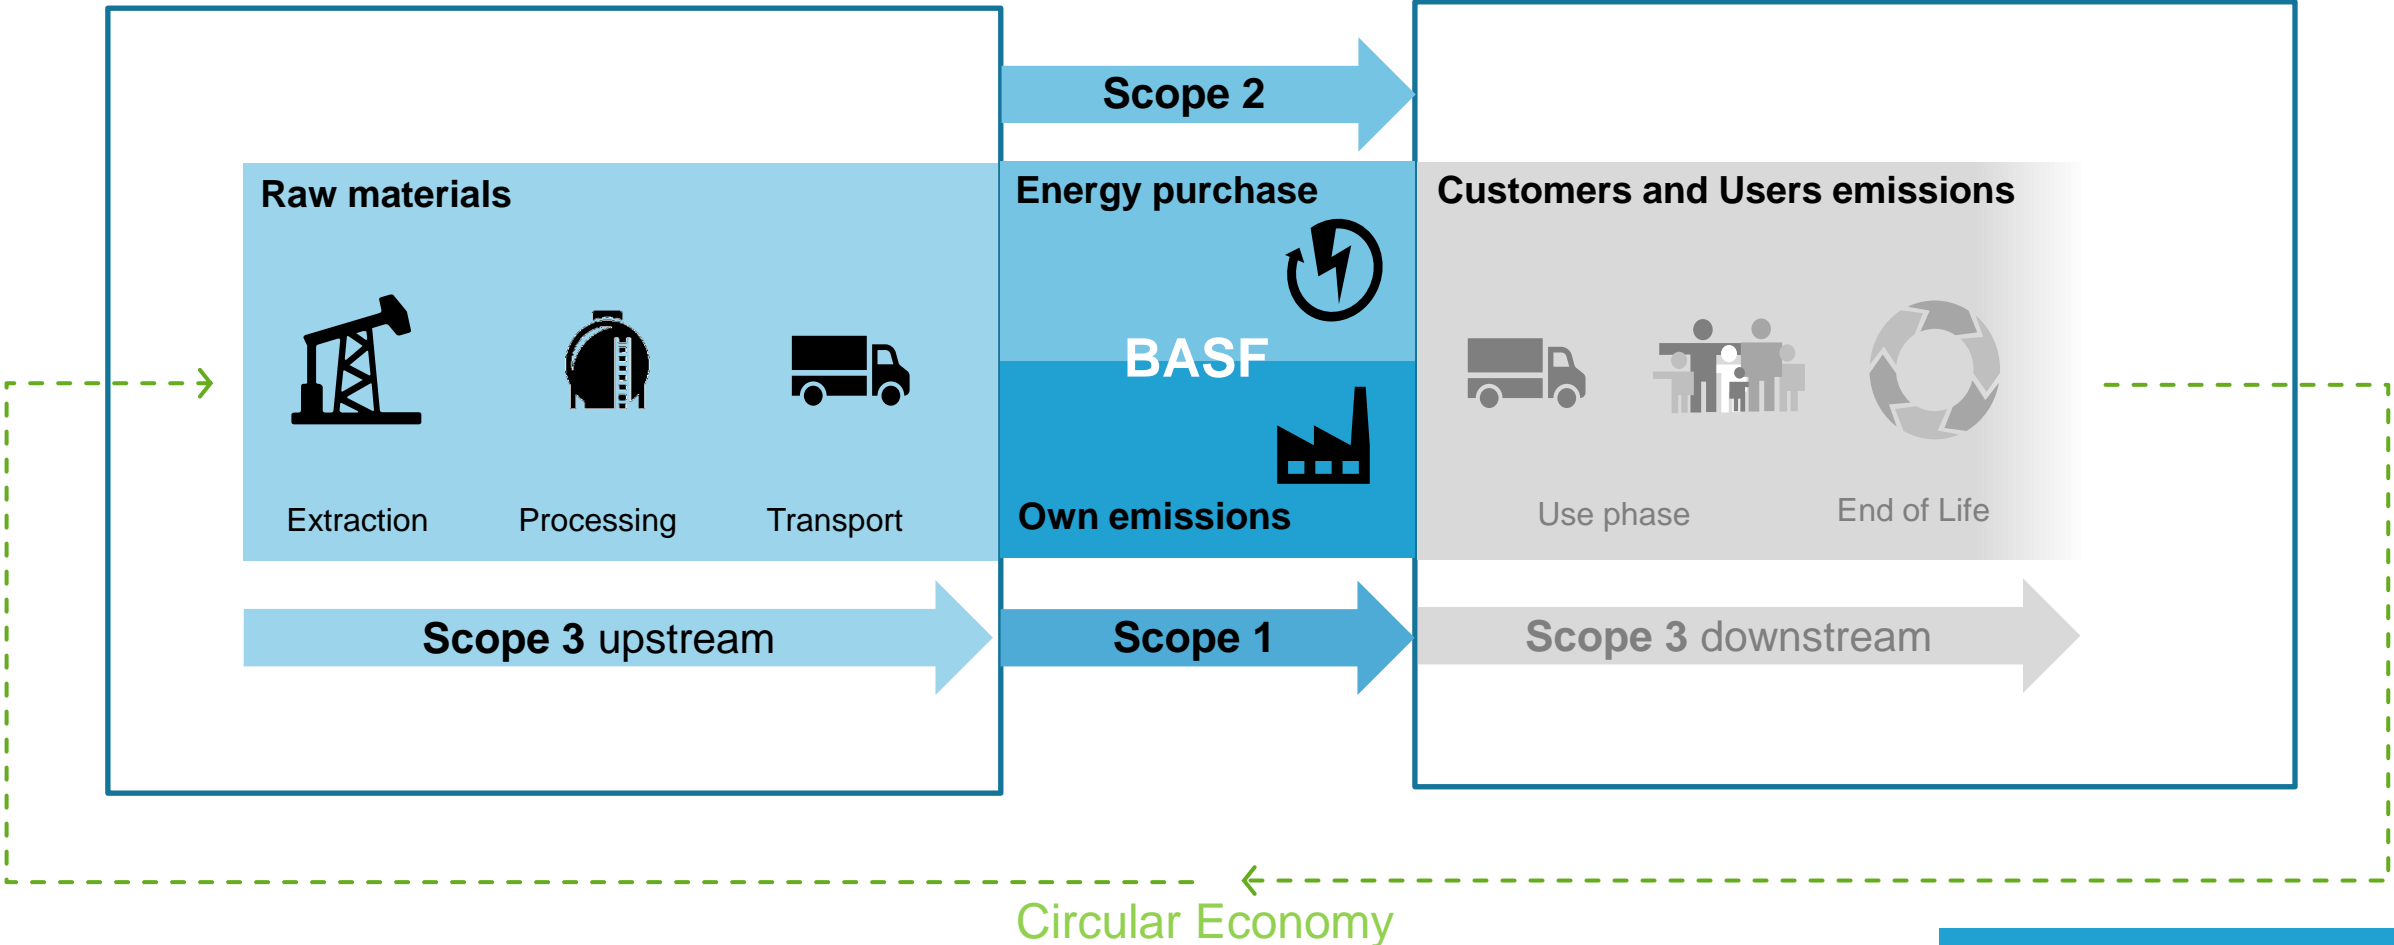 Scope 2
Raw materials
Energy purchase
Customers and Users emissions
BASF
Extraction
Processing
Transport
Own emissions
Use phase
End of Life
Scope 3 upstream
Scope 1
Scope 3 downstream
Circular Economy